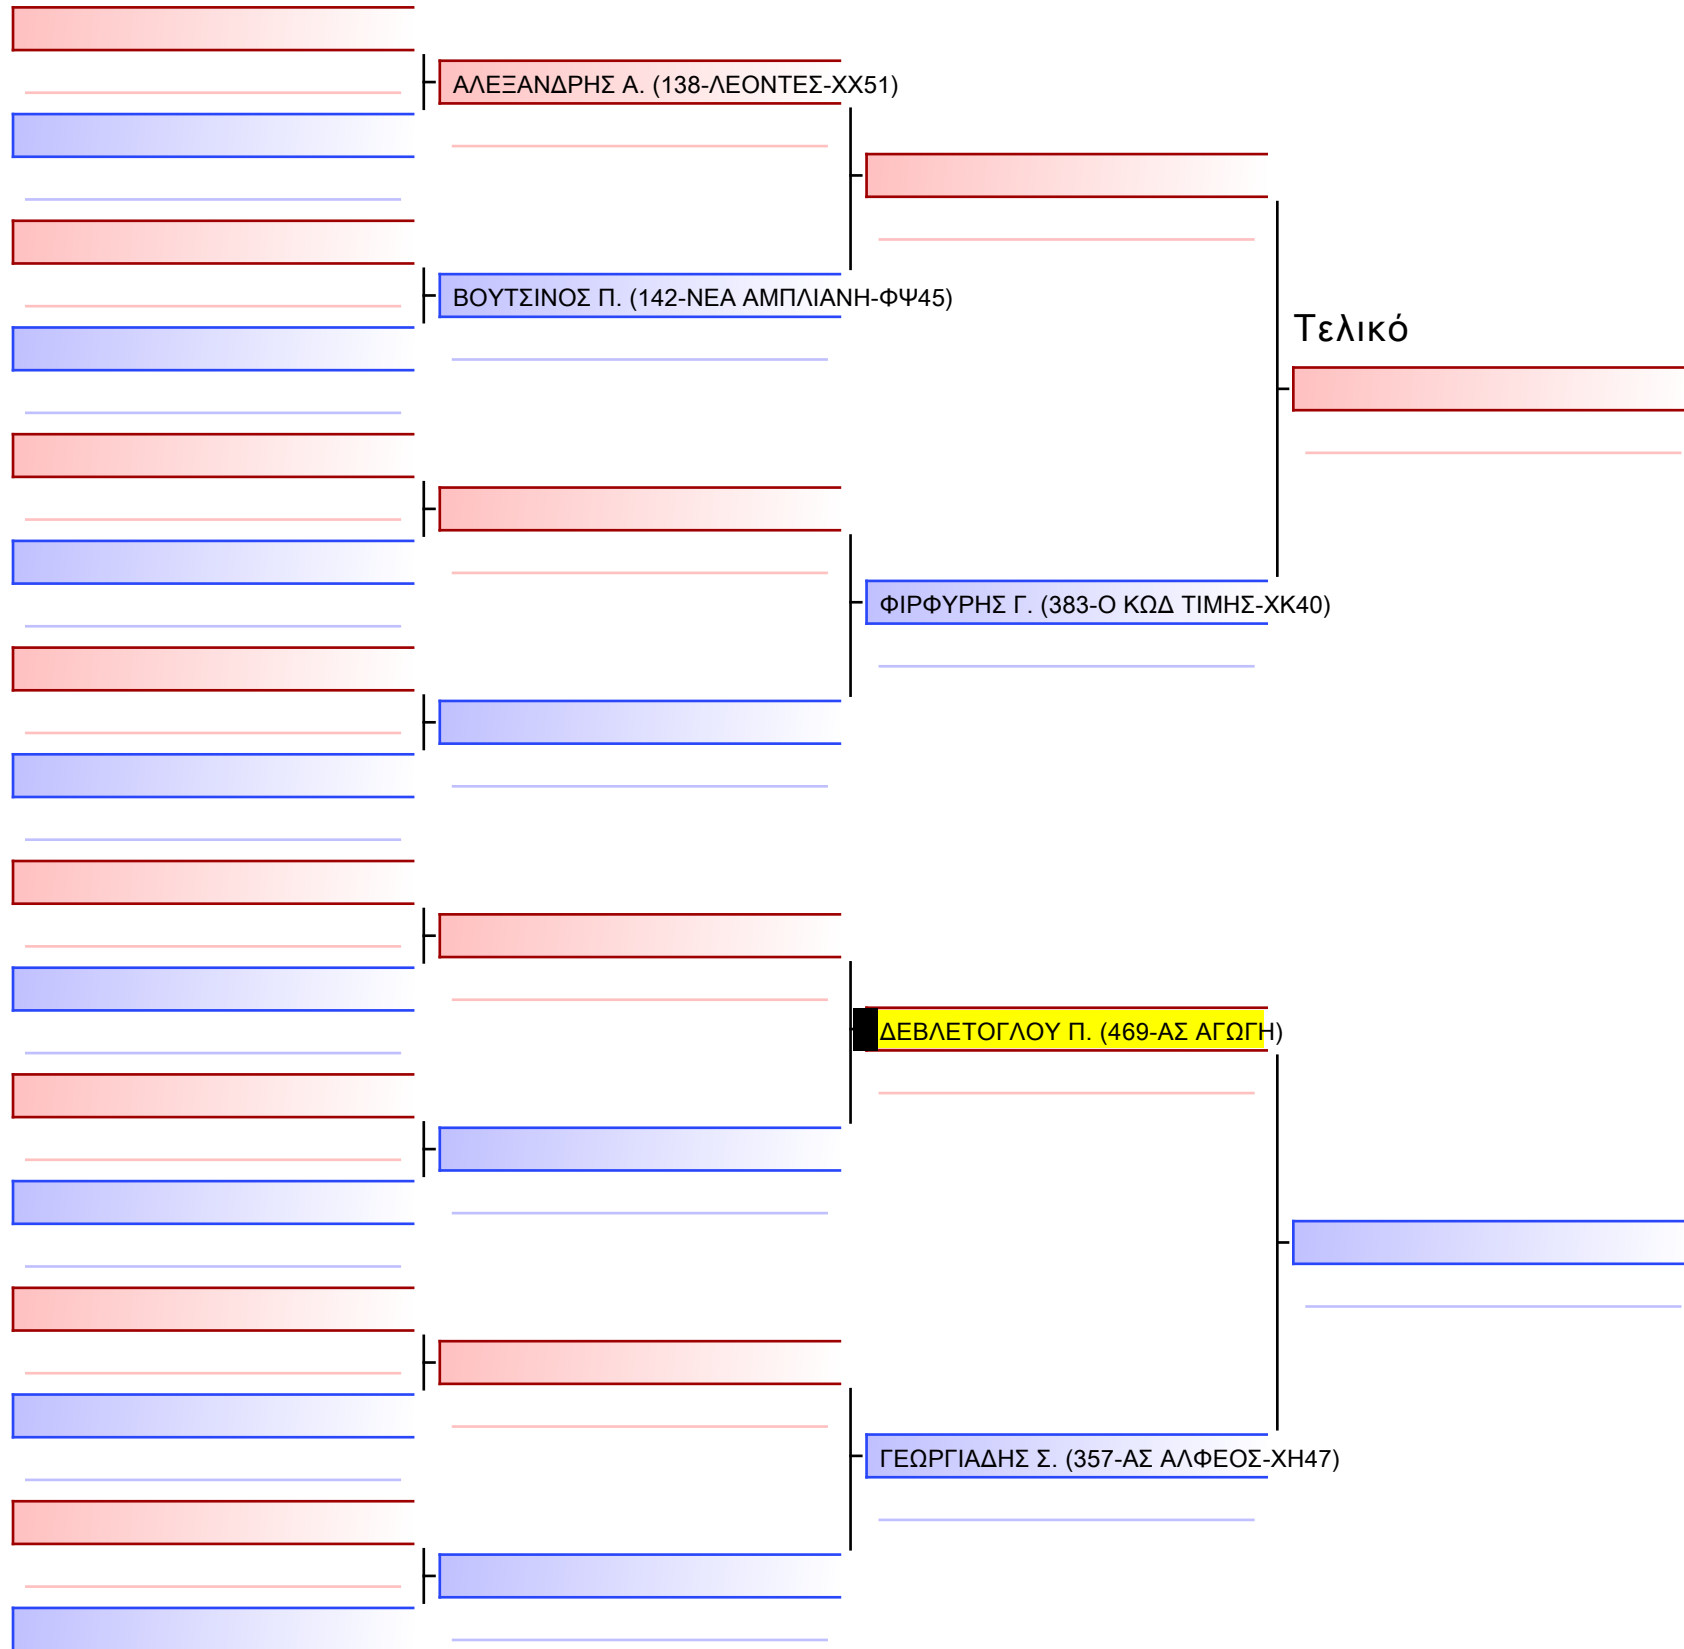 ΑΛΕΞΑΝΔΡΗΣ Α. (138-ΛΕΟΝΤΕΣ-ΧΧ51)
ΒΟΥΤΣΙΝΟΣ Π. (142-ΝΕΑ ΑΜΠΛΙΑΝΗ-ΦΨ45)
Τελικό
ΦΙΡΦΥΡΗΣ Γ. (383-Ο ΚΩΔ ΤΙΜΗΣ-ΧΚ40)
ΔΕΒΛΕΤΟΓΛΟΥ Π. (469-ΑΣ ΑΓΩΓΗ)
ΓΕΩΡΓΙΑΔΗΣ Σ. (357-ΑΣ ΑΛΦΕΟΣ-ΧΗ47)